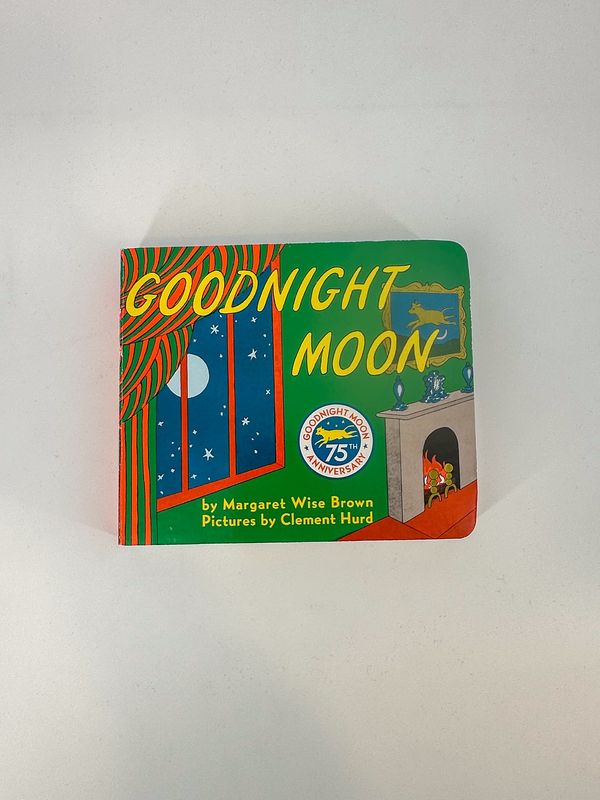 GOODNIGHT
MOON
GOODNIGHT MOON
75TH
ANNIVERSARY
by Margaret Wise Brown
Pictures by Clement Hurd